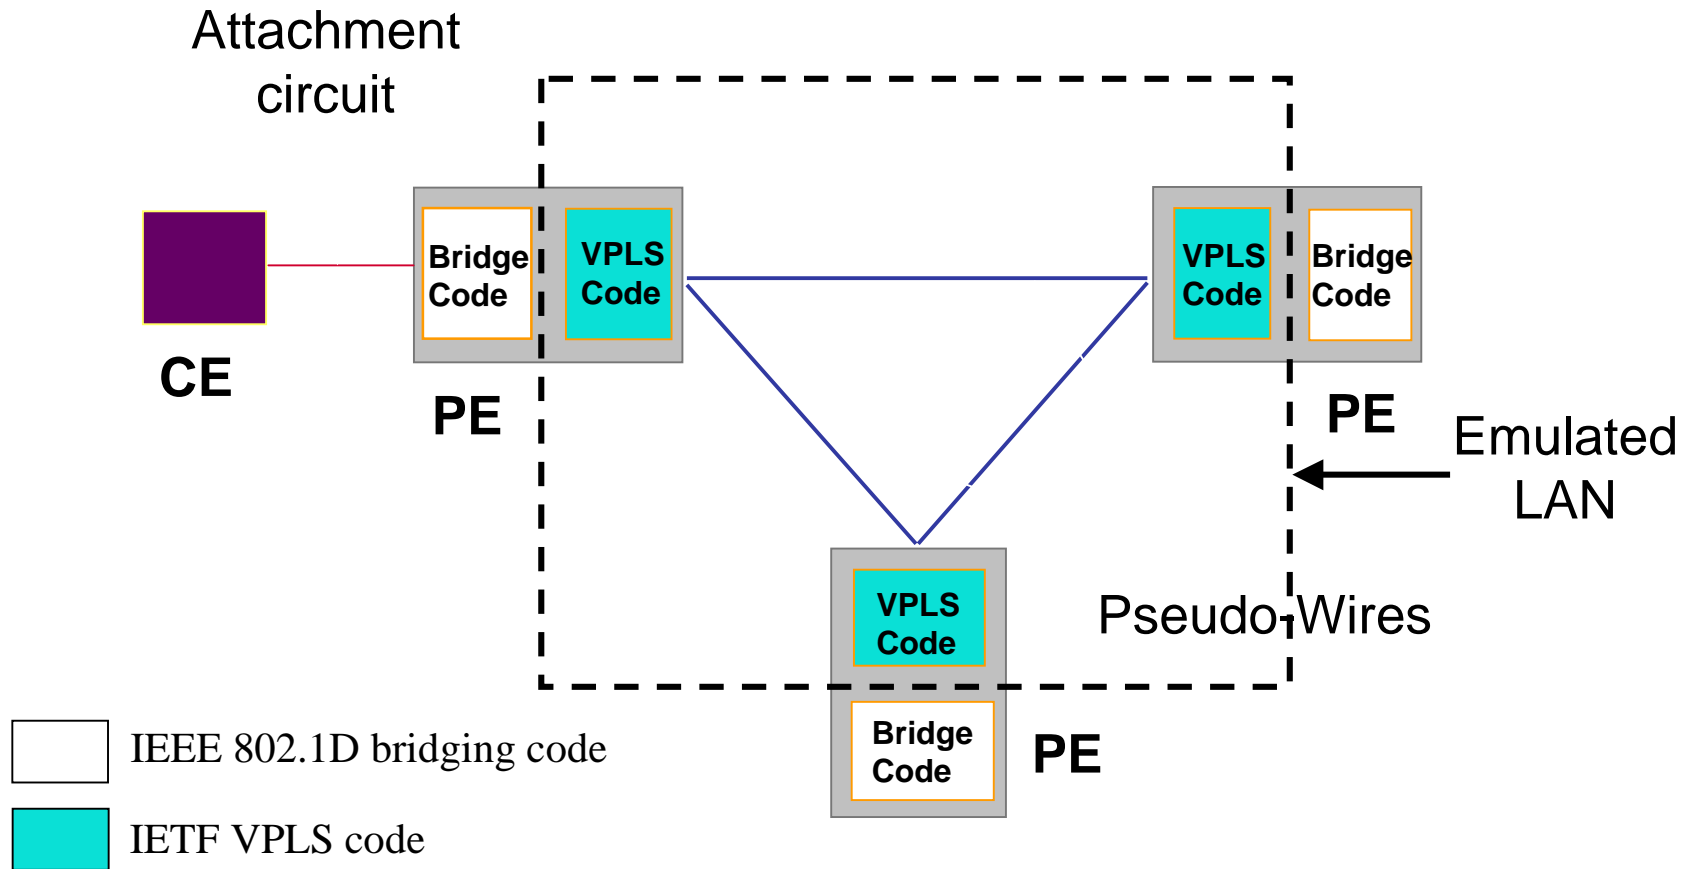 Attachment
circuit
Bridge
Code
VPLS
Code
VPLS
Code
Bridge
Code
CE
PE
PE
Emulated
LAN
VPLS
Code
Pseudo-Wires
Bridge
Code
PE
IEEE 802.1D bridging code
IETF VPLS code